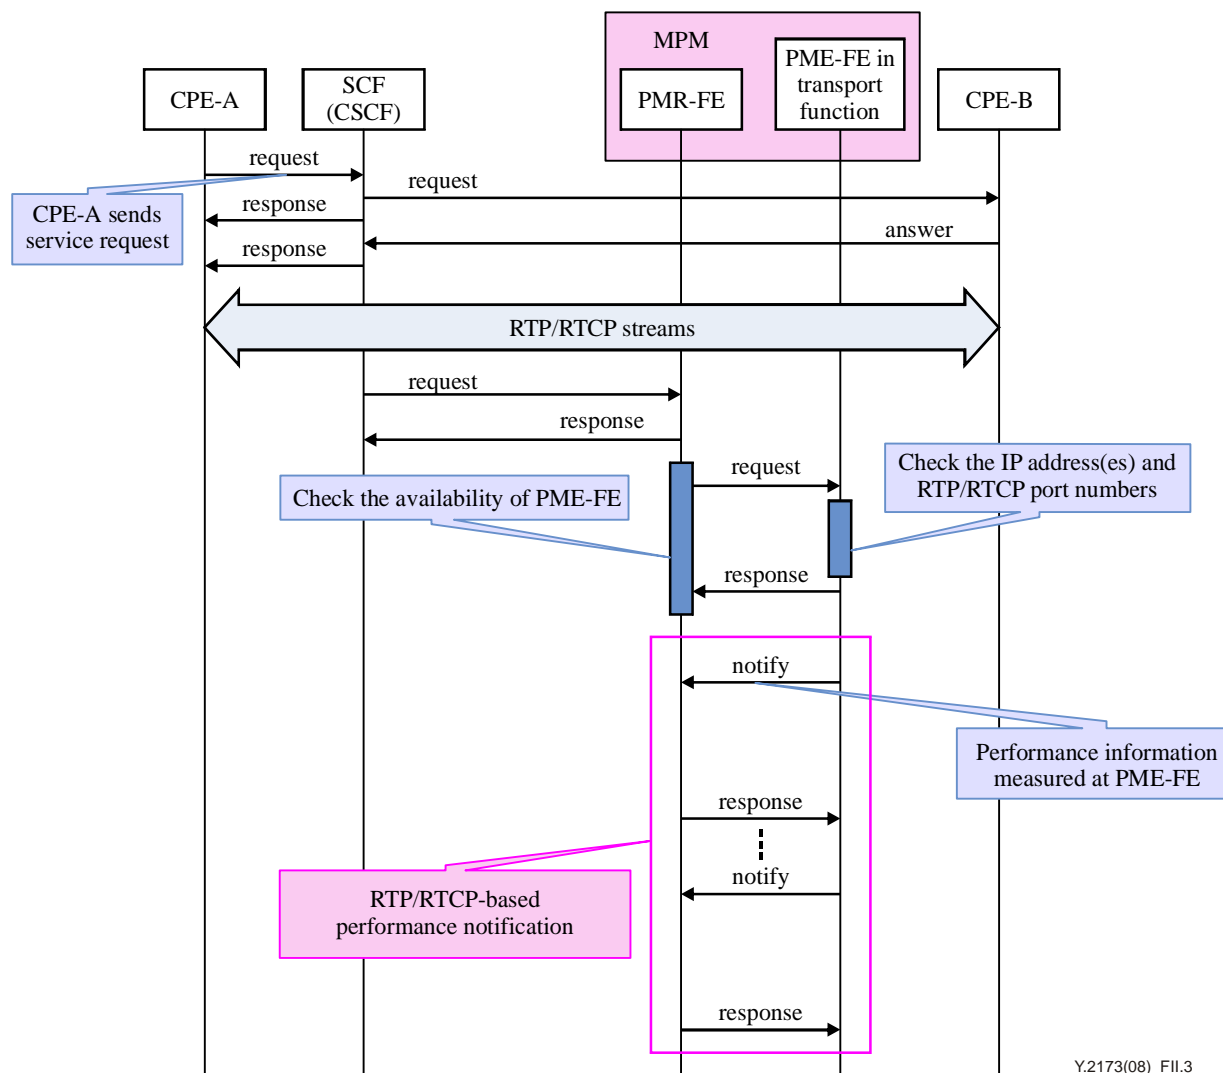 MPM
CPE-A
SCF
(CSCF)
PMR-FE
PME-FE in
transport
function
CPE-B
request
request
CPE-A sends
service request
response
answer
response
RTP/RTCP streams
request
response
Check the availability of PME-FE
request
Check the IP address(es) and
RTP/RTCP port numbers
response
notify
Performance information
measured at PME-FE
response
notify
RTP/RTCP-based
performance notification
response
Y.2173(08)_FII.3